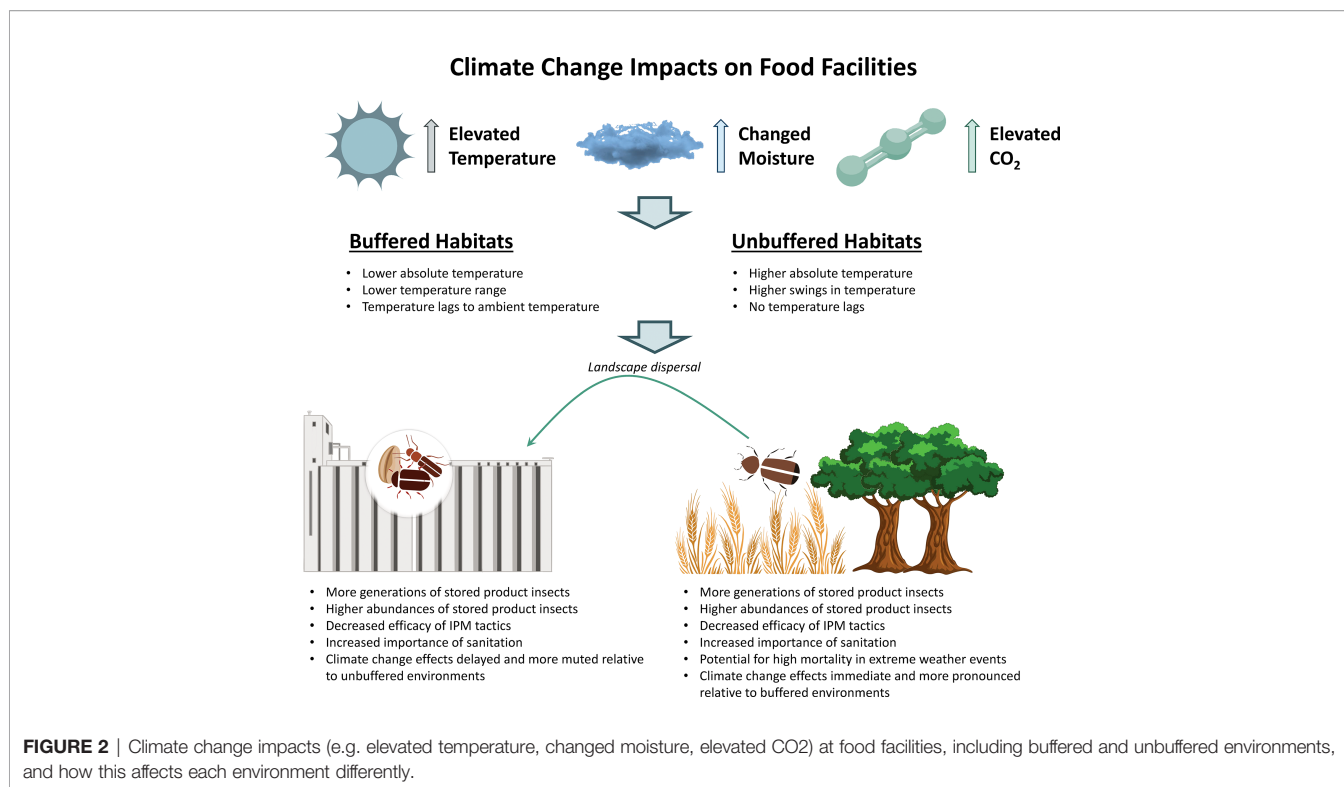 Climate Change Impacts on Food Facilities
Elevated
Temperature
Changed
Moisture
Elevated
CO₂
Buffered Habitats
• Lower absolute temperature
• Lower temperature range
• Temperature lags to ambient temperature
Unbuffered Habitats
• Higher absolute temperature
• Higher swings in temperature
• No temperature lags
Landscape dispersal
• More generations of stored product insects
• Higher abundances of stored product insects
• Decreased efficacy of IPM tactics
• Increased importance of sanitation
• Climate change effects delayed and more muted relative
to unbuffered environments
• More generations of stored product insects
• Higher abundances of stored product insects
• Decreased efficacy of IPM tactics
• Increased importance of sanitation
• Potential for high mortality in extreme weather events
• Climate change effects immediate and more pronounced
relative to buffered environments
FIGURE 2 | Climate change impacts (e.g. elevated temperature, changed moisture, elevated CO2) at food facilities, including buffered and unbuffered environments,
and how this affects each environment differently.